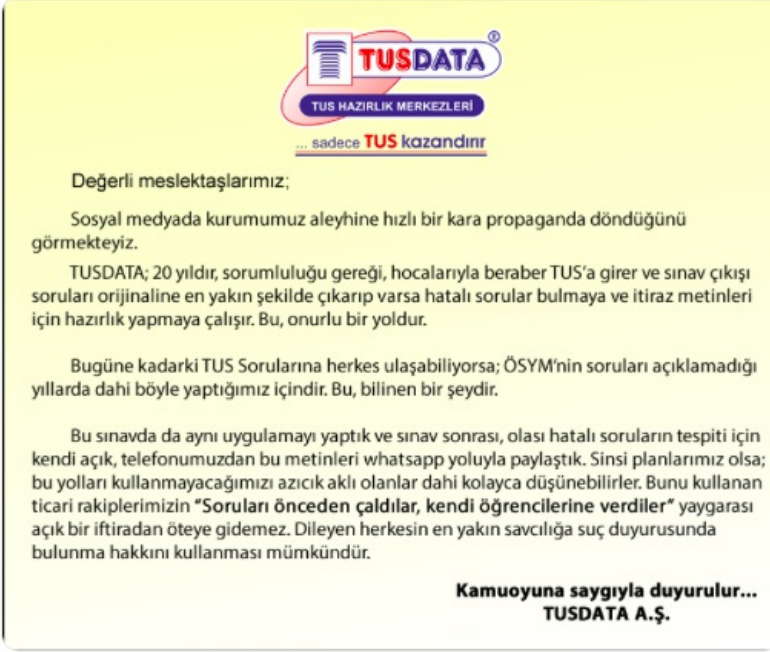 TUSDATA®
TUS HAZIRLIK MERKEZLERİ
... sadece TUS kazandırır
Değerli meslektaşlarımız;
Sosyal medyada kurumumuz aleyhine hızlı bir kara propaganda döndüğünü
görmekteyiz.
TUSDATA; 20 yıldır, sorumluluğu gereği, hocalarıyla beraber TUS'a girer ve sınav çıkışı
soruları orijinaline en yakın şekilde çıkarıp varsa hatalı sorular bulmaya ve itiraz metinleri
için hazırlık yapmaya çalışır. Bu, onurlu bir yoldur.
Bugüne kadarki TUS Sorularına herkes ulaşabiliyorsa; ÖSYM'nin soruları açıklamadığı
yıllarda dahi böyle yaptığımız içindir. Bu, bilinen bir şeydir.
Bu sınavda da aynı uygulamayı yaptık ve sınav sonrası, olası hatalı soruların tespiti için
kendi açık, telefonumuzdan bu metinleri whatsapp yoluyla paylaştık. Sinsi planlarımız olsa;
bu yolları kullanmayacağımızı azıcık aklı olanlar dahi kolayca düşünebilirler. Bunu kullanan
ticari rakiplerimizin "Soruları önceden çaldılar, kendi öğrencilerine verdiler" yaygarası
açık bir iftiradan öteye gidemez. Dileyen herkesin en yakın savcılığa suç duyurusunda
bulunma hakkını kullanması mümkündür.
Kamuoyuna saygıyla duyurulur...
TUSDATA A.Ş.